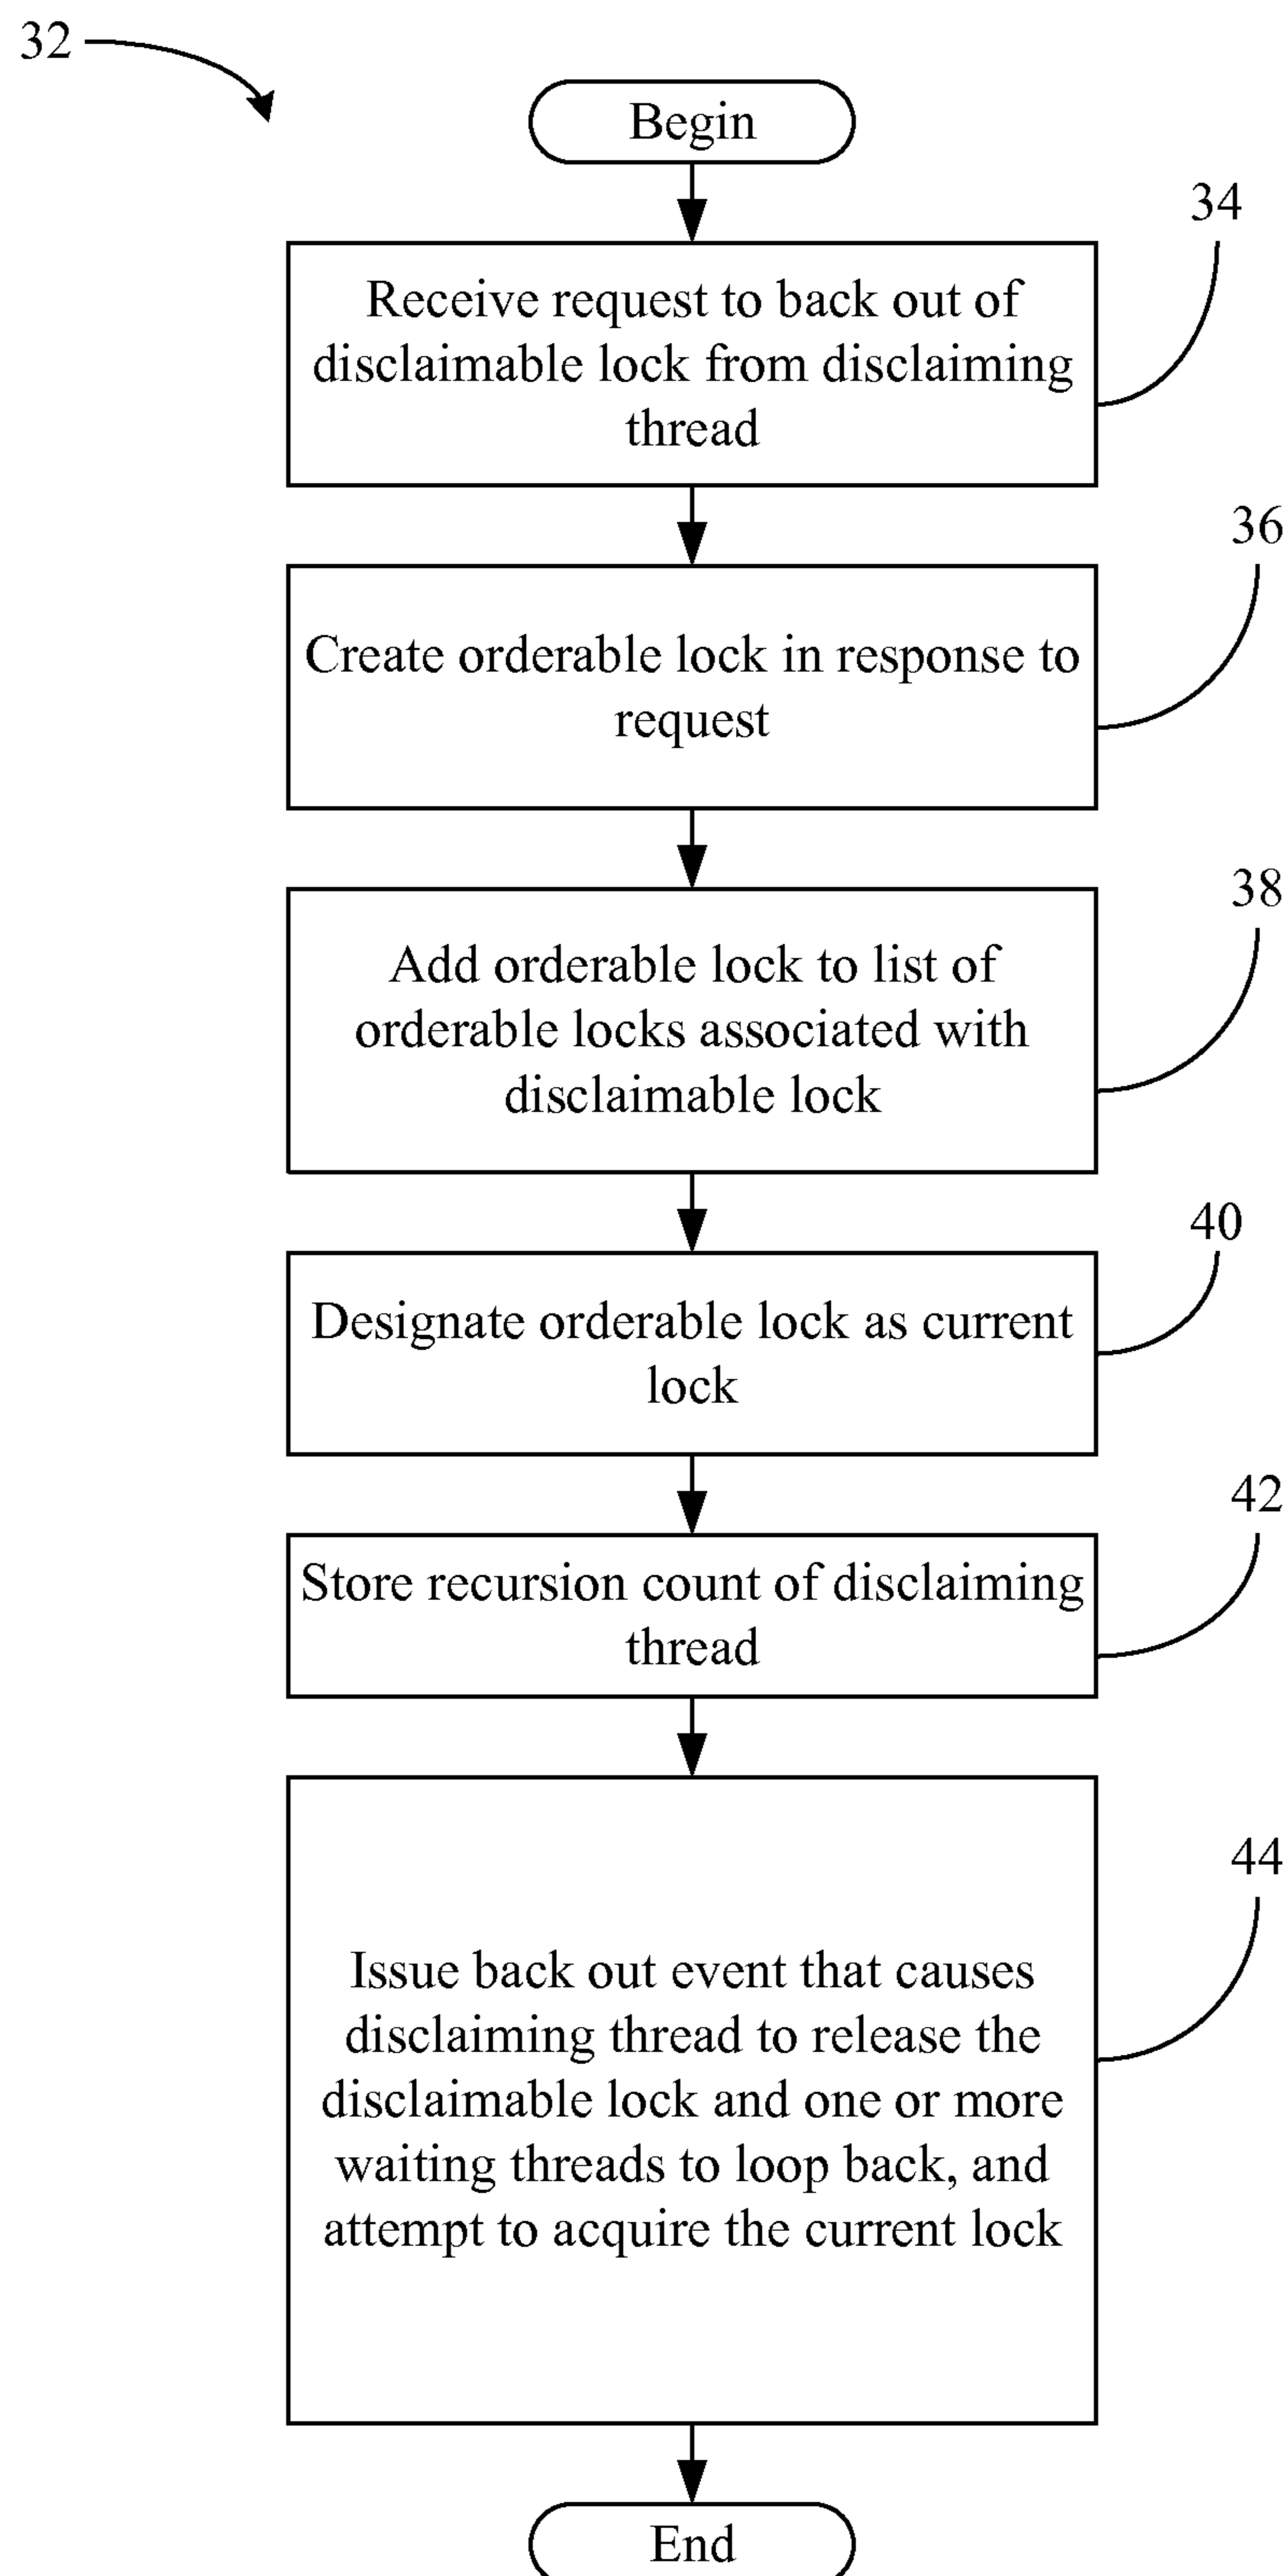 32
Begin
34
Receive request to back out of
disclaimable lock from disclaiming
thread
36
Create orderable lock in response to
request
38
Add orderable lock to list of
orderable locks associated with
disclaimable lock
40
Designate orderable lock as current
lock
42
Store recursion count of disclaiming
thread
44
Issue back out event that causes
disclaiming thread to release the
disclaimable lock and one or more
waiting threads to loop back, and
attempt to acquire the current lock
End